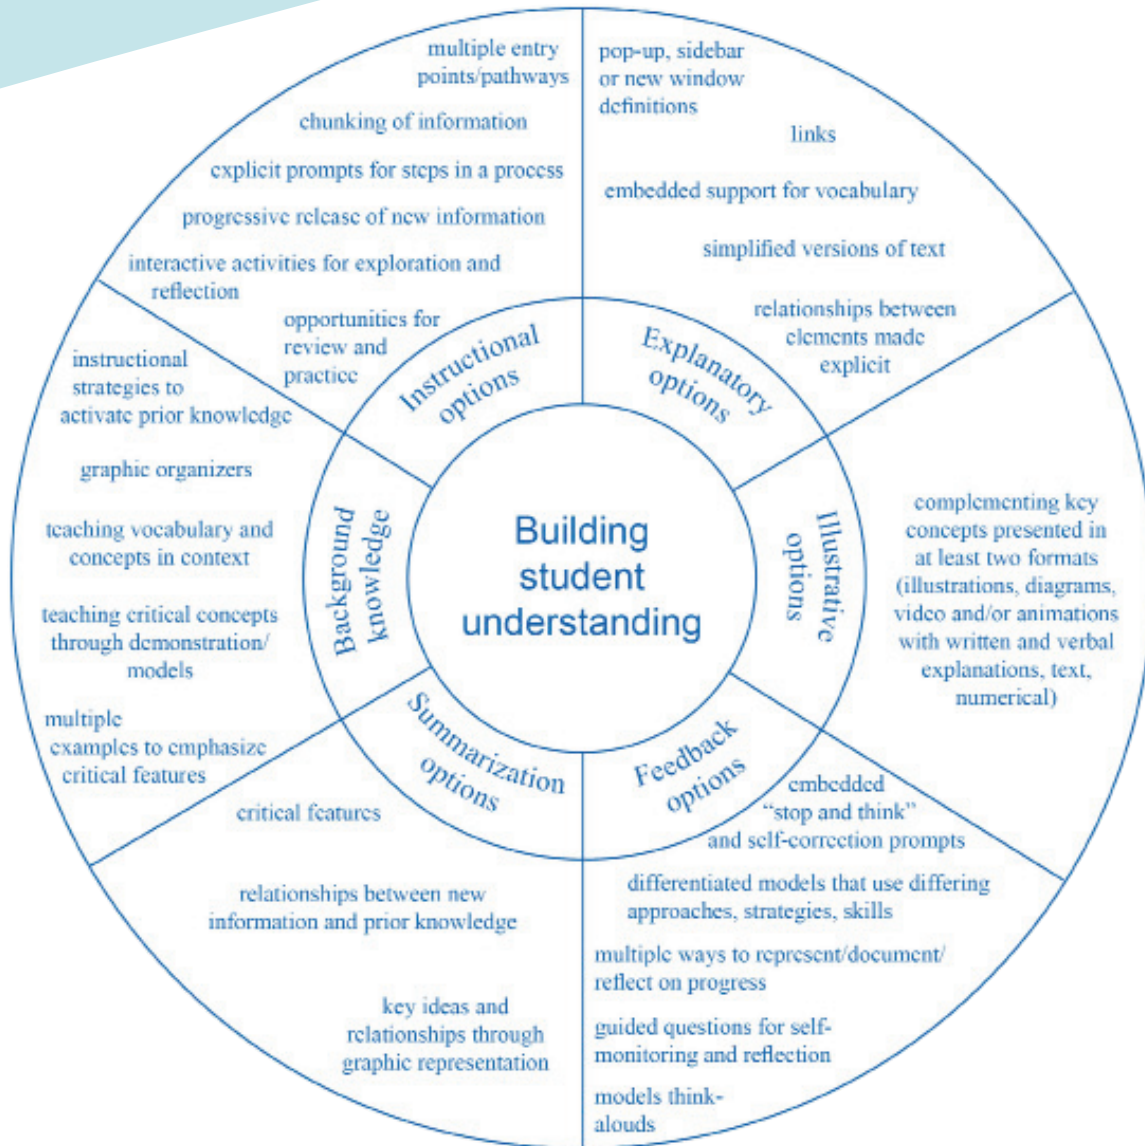 Building
student
understanding
Instructional
options
multiple entry
points/pathways
chunking of information
explicit prompts for steps in a process
progressive release of new information
interactive activities for exploration and
reflection
opportunities for
review and
practice
Explanatory
options
pop-up, sidebar
or new window
definitions
links
embedded support for vocabulary
simplified versions of text
relationships between
elements made
explicit
Illustrative
options
complementing key
concepts presented in
at least two formats
(illustrations, diagrams,
video and/or animations
with written and verbal
explanations, text,
numerical)
Feedback
options
embedded
“stop and think”
and self-correction prompts
differentiated models that use differing
approaches, strategies, skills
multiple ways to represent/document/
reflect on progress
guided questions for self-
monitoring and reflection
models think-
alouds
Summarization
options
critical features
relationships between new
information and prior knowledge
key ideas and
relationships through
graphic representation
Background
knowledge
instructional
strategies to
activate prior knowledge
graphic organizers
teaching vocabulary and
concepts in context
teaching critical concepts
through demonstration/
models
multiple
examples to emphasize
critical features